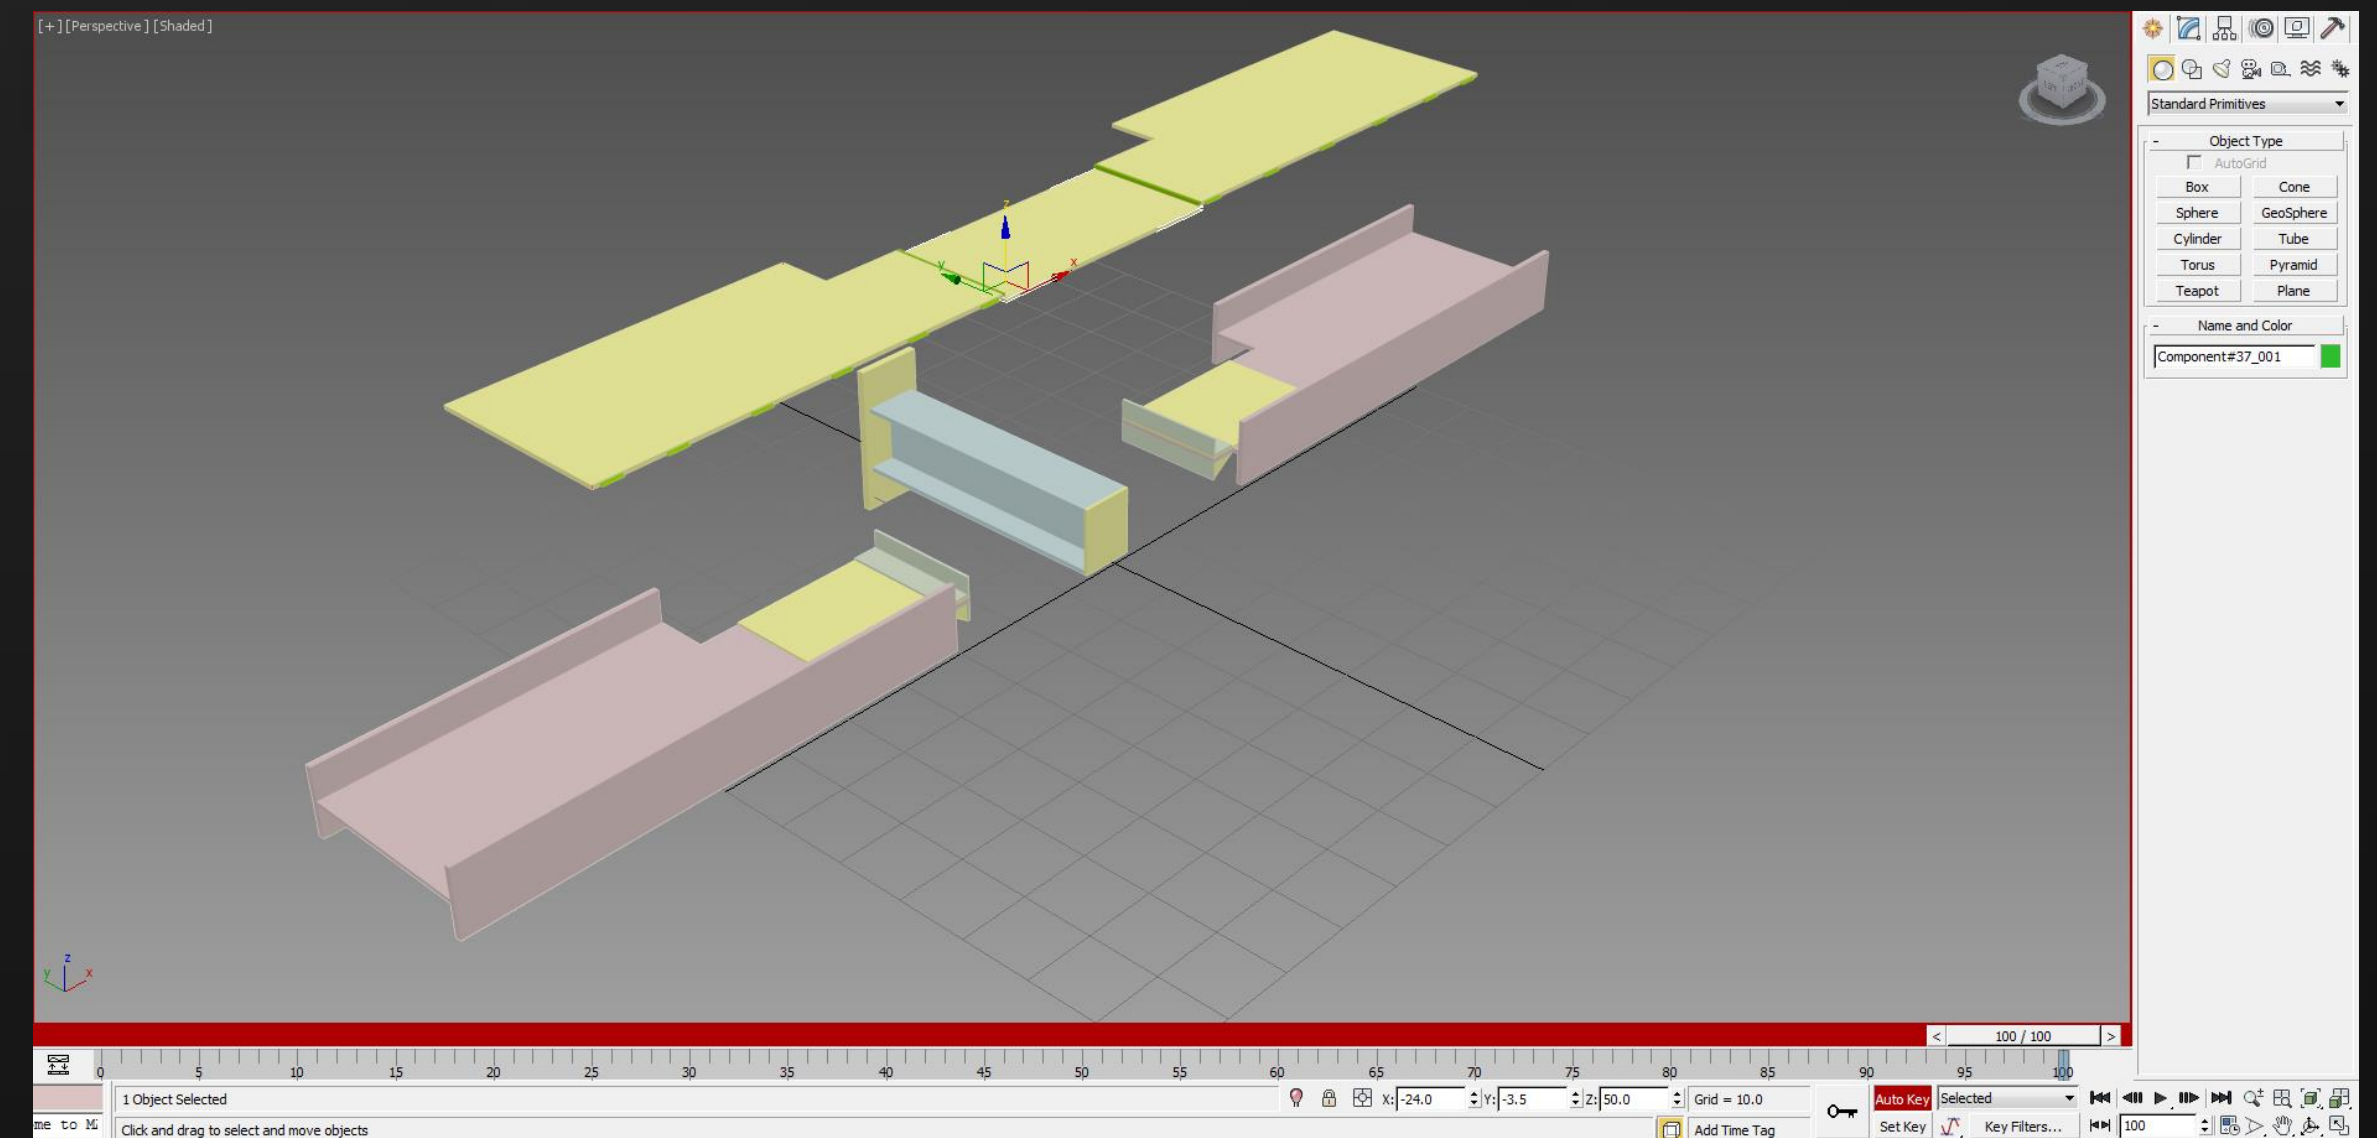 [+][Perspective][Shaded]
Standard Primitives
- Object Type
AutoGrid
Box Cone
Sphere GeoSphere
Cylinder Tube
Torus Pyramid
Teapot Plane
- Name and Color
Component#37_001
z
y
x
z
y x
< 100 / 100 >
0 5 10 15 20 25 30 35 40 45 50 55 60 65 70 75 80 85 90 95 100
1 Object Selected X: -24.0 Y: -3.5 Z: 50.0 Grid = 10.0 Auto Key Selected
me to Click and drag to select and move objects Add Time Tag Set Key Key Filters... 100